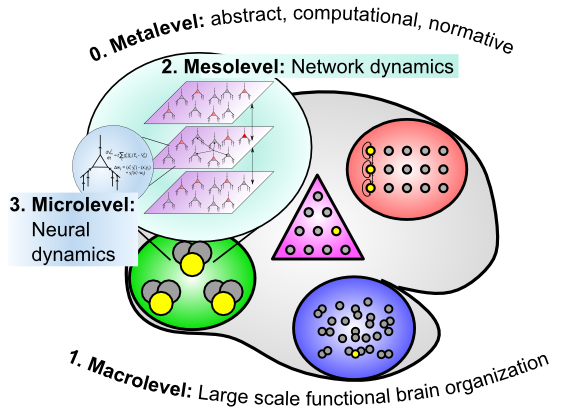 0. Metalevel: abstract, computational, normative
2. Mesolevel: Network dynamics
3. Microlevel:
Neural
dynamics
1. Macrolevel: Large scale functional brain organization